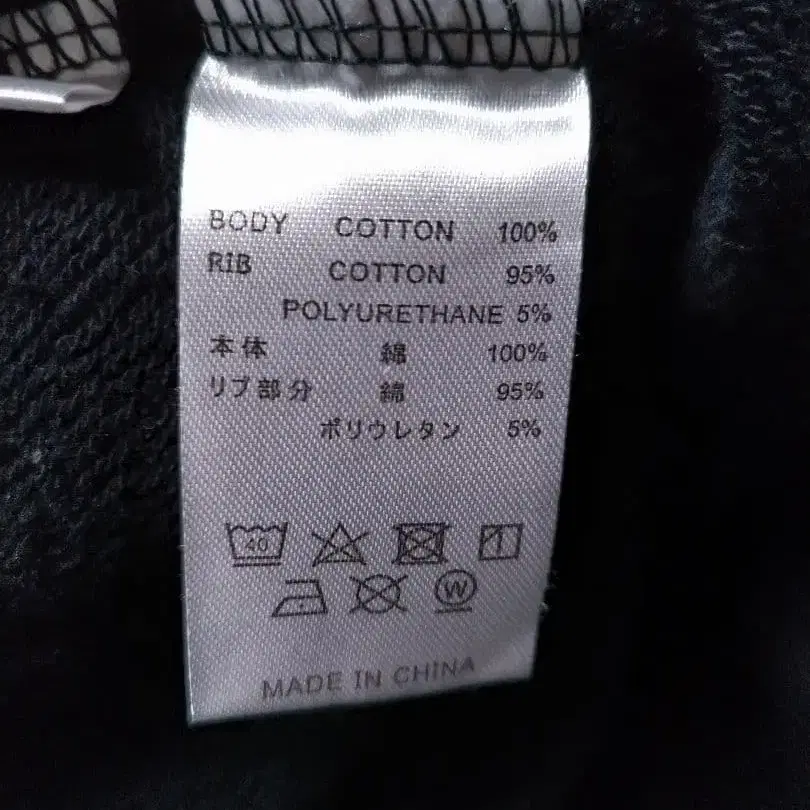 BODY COTTON 100%
RIB COTTON 95%
POLYURETHANE 5%
本体 綿 100%
リブ部分 綿 95%
ポリウレタン 5%
40
W
MADE IN CHINA